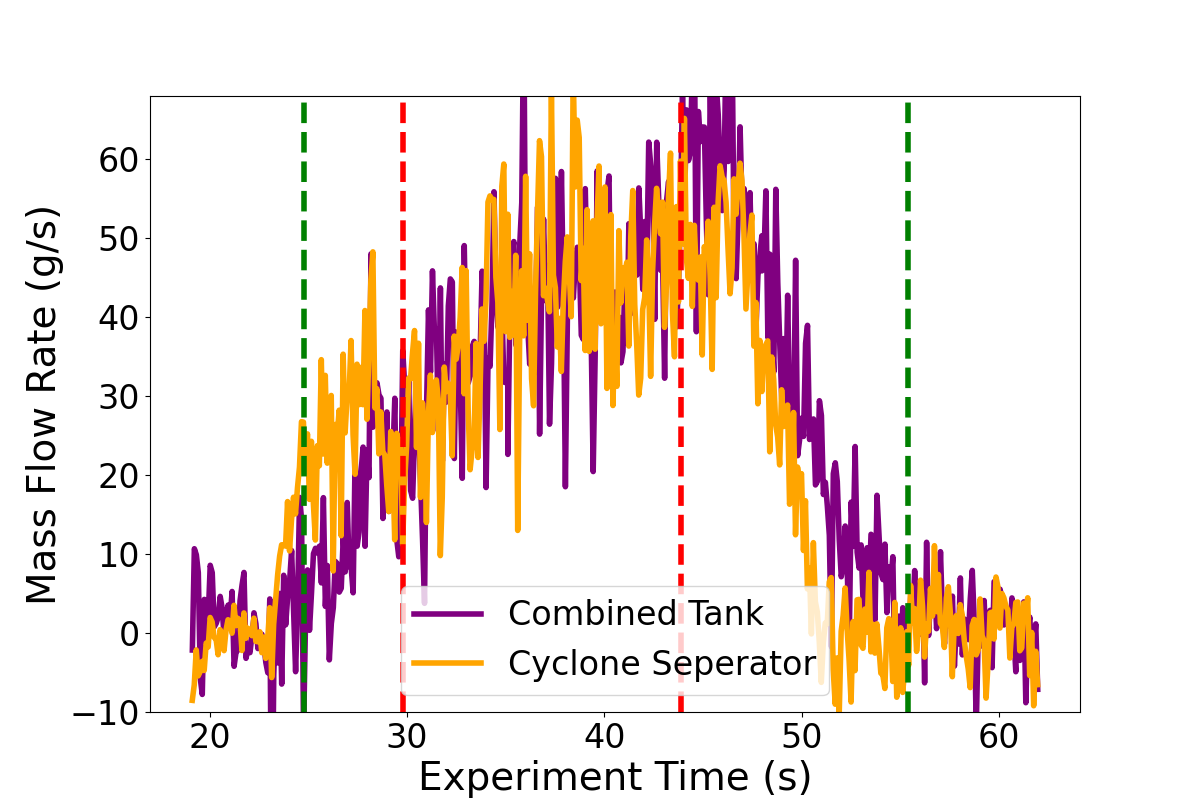 Mass Flow Rate (g/s)
60
50
40
30
20
10
0
−10
Combined Tank
Cyclone Seperator
20 30 40 50 60
Experiment Time (s)